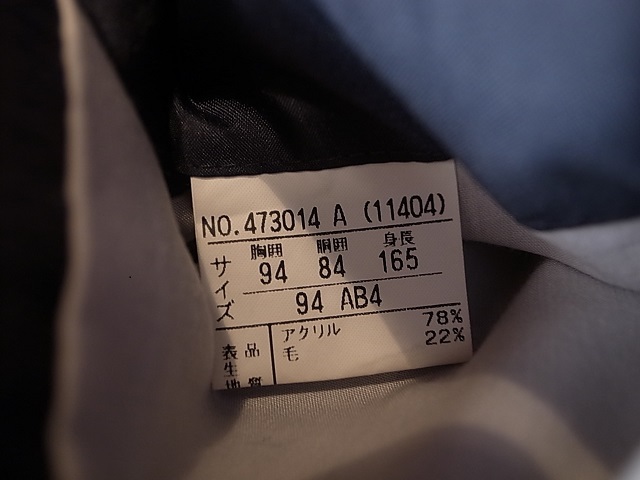 NO.473014 A (11404)
サイズ
胸囲 胴囲 身長
94 84 165
94 AB4
表生地 品質
アクリル 78%
毛 22%